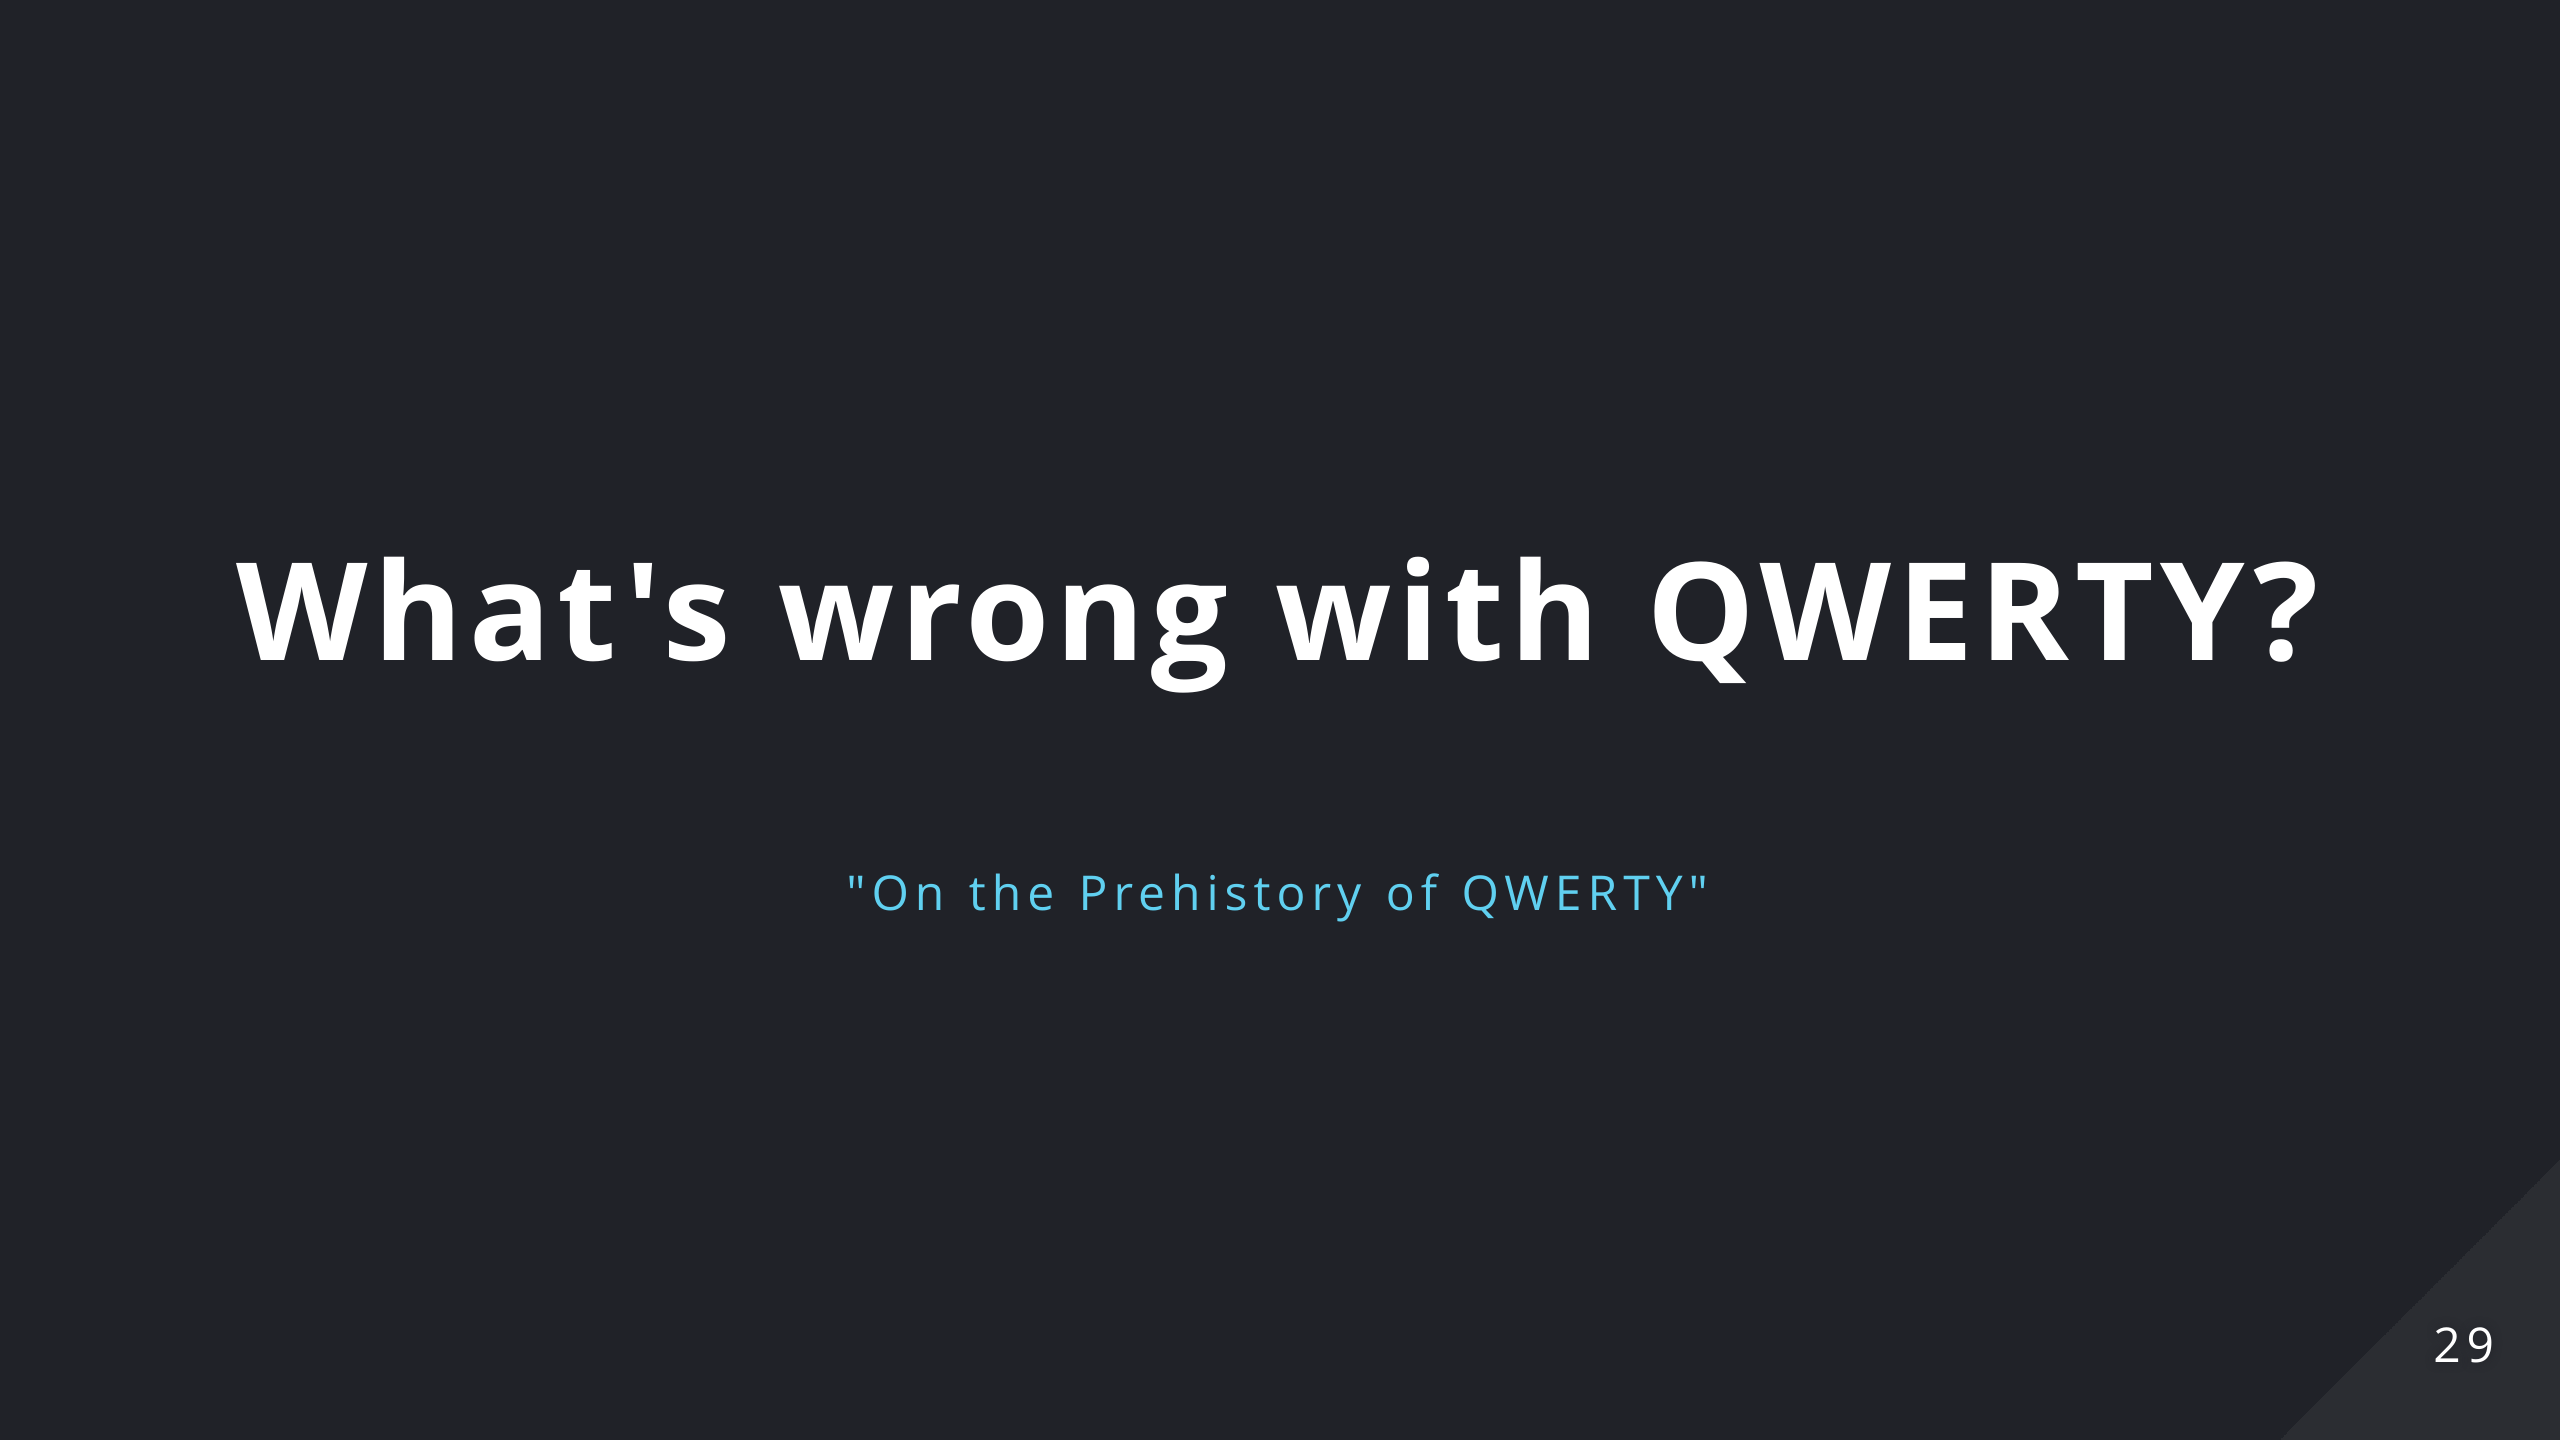 What's wrong with QWERTY?
"On the Prehistory of QWERTY"
29